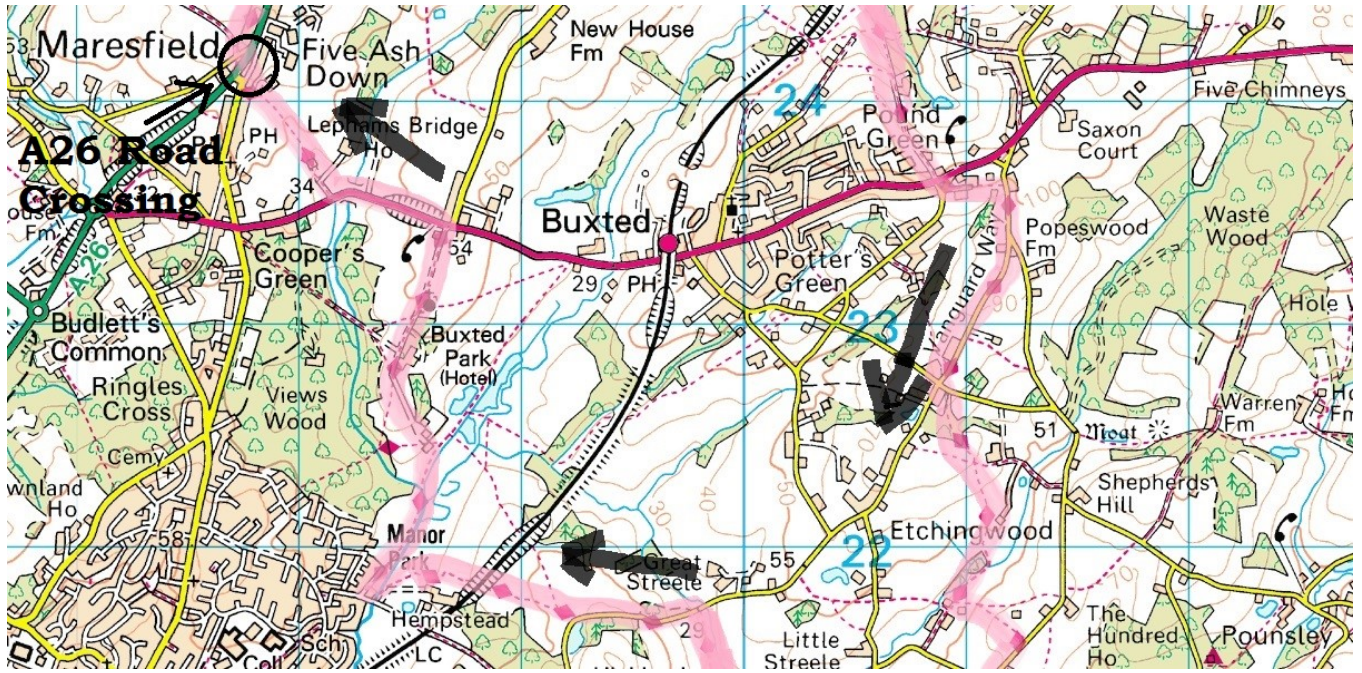 53
Maresfield
Five Ash
Down
New House
Fm
30
24
Five Chimneys
Pound
Green
Saxon
Court
A26 Road
Crossing
PH
Lephams Bridge
Ho
50
34
100
Buxted
Popeswood
Fm
Waste
Wood
Fm
Cooper's
Green
54
29
PH
Potter's
Green
Vanguard Way
90
A26
Hole
Budlett's
Common
Buxted
Park
(Hotel)
23
Ringles
Cross
Views
Wood
Warren
Fm
51
Moat
Cemy
wnland
Ho
Shepherds
Hill
40
30
50
58
Manor
Park
Etchingwood
Great
Streele
55
22
70
Hempstead
29
Sch
Coll
LC
Little
Streele
The
Hundred
Ho
Pounsley